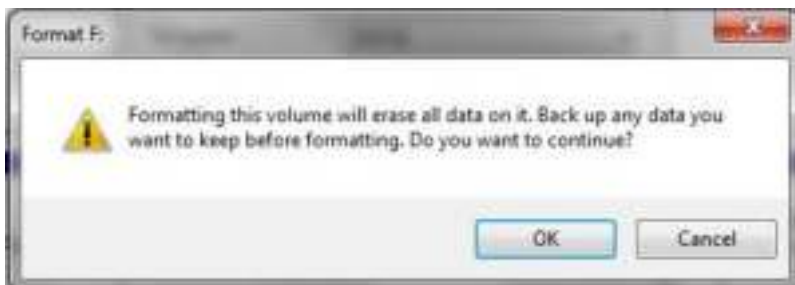 Format F:
Formatting this volume will erase all data on it. Back up any data you
want to keep before formatting. Do you want to continue?
OK
Cancel